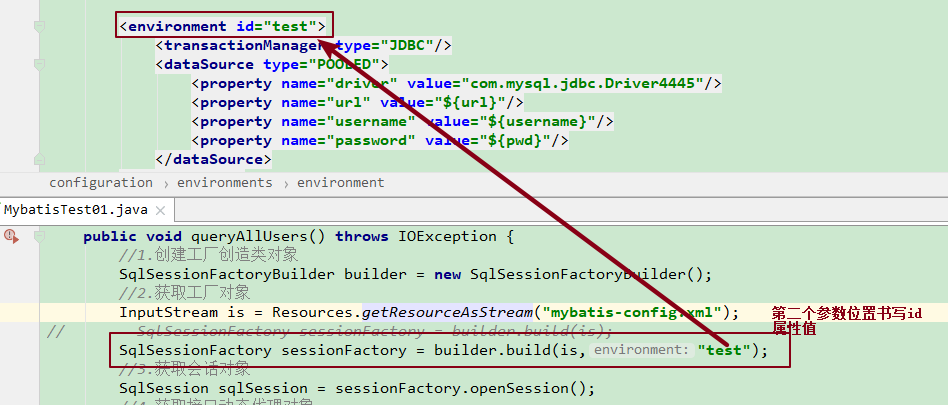 <environment id="test">
<transactionManager type="JDBC"/>
<dataSource type="POOLED">
<property name="driver" value="com.mysql.jdbc.Driver4445"/>
<property name="url" value="${url}"/>
<property name="username" value="${username}"/>
<property name="password" value="${pwd}"/>
</dataSource>
configuration › environments › environment
MybatisTest01.java ×
public void queryAllUsers() throws IOException {
//1.创建工厂创造类对象
SqlSessionFactoryBuilder builder = new SqlSessionFactoryBuilder();
//2.获取工厂对象
InputStream is = Resources.getResourceAsStream("mybatis-config.xml");
第二个参数位置书写id
属性值
// SqlSessionFactory sessionFactory = builder.build(is);
SqlSessionFactory sessionFactory = builder.build(is, environment: "test");
//3.获取会话对象
SqlSession sqlSession = sessionFactory.openSession();
//4.获取接口动态代理对象